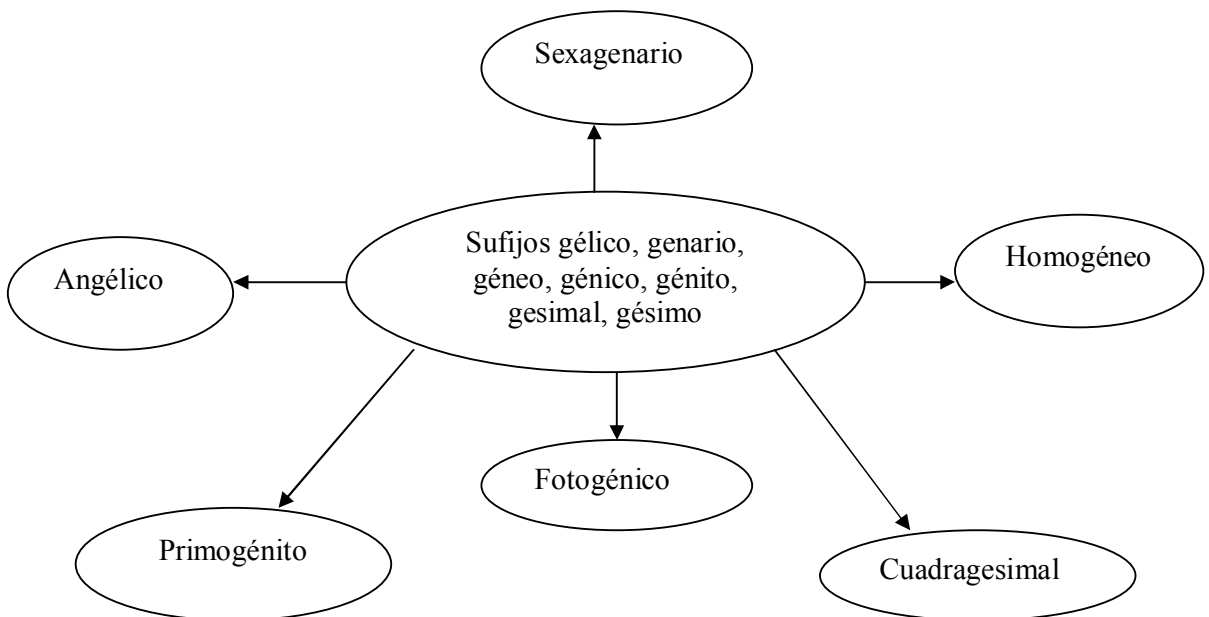 Sexagenario
Sufijos gélico, genario,
géneo, génico, génito,
gesimal, gésimo
Angélico
Homogéneo
Fotogénico
Primogénito
Cuadragesimal